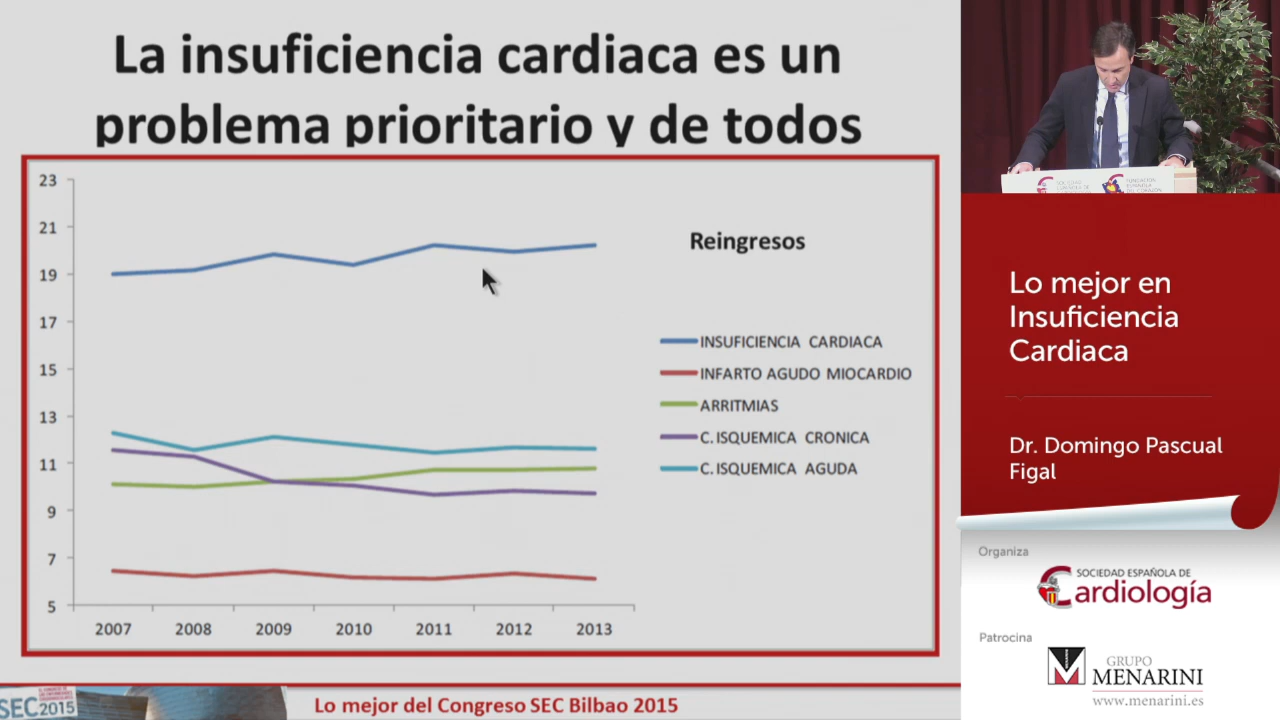 La insuficiencia cardiaca es un
problema prioritario y de todos
23
21
19
17
15
13
11
9
7
5
2007
2008
2009
2010
2011
2012
2013
Reingresos
INSUFICIENCIA CARDIACA
INFARTO AGUDO MIOCARDIO
ARRITMIAS
C. ISQUEMICA CRONICA
C. ISQUEMICA AGUDA
SEC 2015
Lo mejor del Congreso SEC Bilbao 2015
Lo mejor en
Insuficiencia
Cardiaca
Dr. Domingo Pascual
Figal
Organiza
SOCIEDAD ESPAÑOLA DE
Cardiología
Patrocina
GRUPO
MENARINI
www.menarini.es